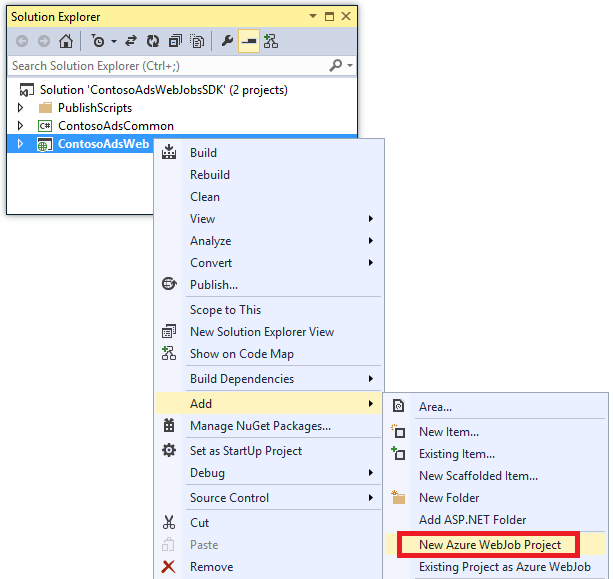 Solution Explorer
Search Solution Explorer (Ctrl+;)
Solution 'ContosoAdsWebJobsSDK' (2 projects)
PublishScripts
C# ContosoAdsCommon
ContosoAdsWeb
Build
Rebuild
Clean
View
Analyze
Convert
Publish...
Scope to This
New Solution Explorer View
Show on Code Map
Build Dependencies
Add
Manage NuGet Packages...
Set as StartUp Project
Debug
Source Control
Cut
Paste
Remove
Area...
New Item...
Existing Item...
New Scaffolded Item...
New Folder
Add ASP.NET Folder
New Azure WebJob Project
Existing Project as Azure WebJob